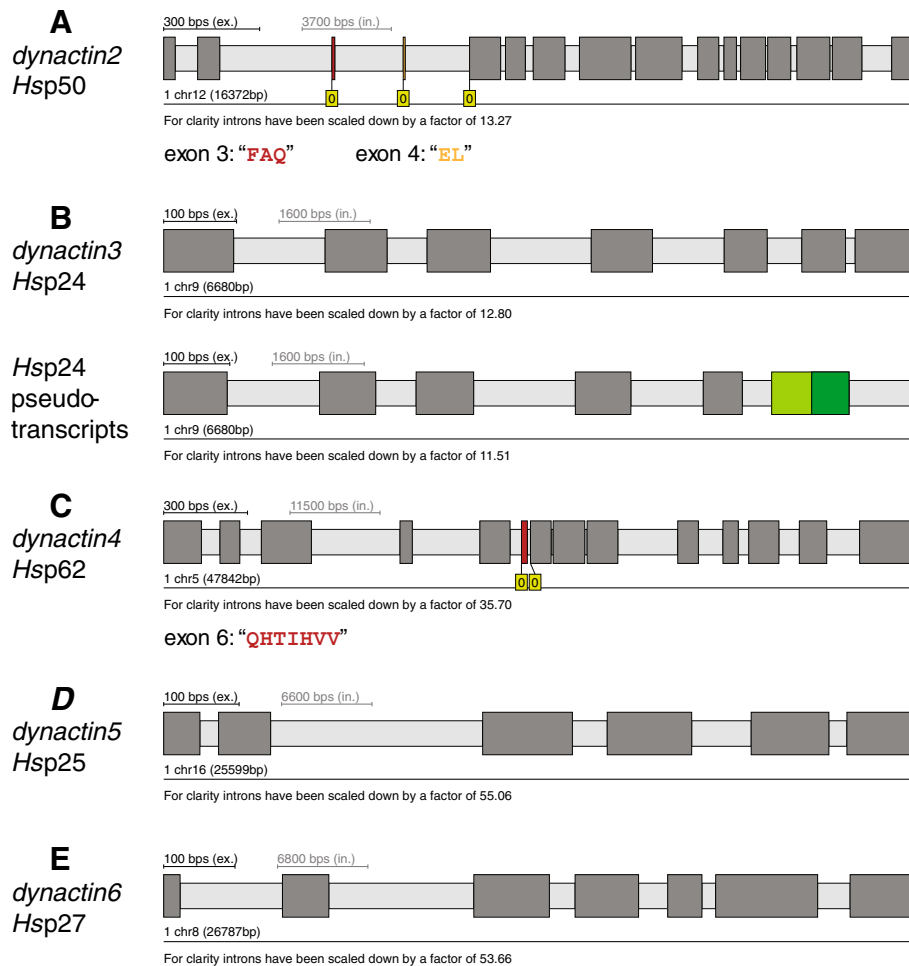 A
dynactin2
Hsp50
300 bps (ex.)
3700 bps (in.)
0
0
0
1 chr12 (16372bp)
For clarity introns have been scaled down by a factor of 13.27
exon 3: “FAQ”
exon 4: “EL”
B
dynactin3
Hsp24
100 bps (ex.)
1600 bps (in.)
1 chr9 (6680bp)
For clarity introns have been scaled down by a factor of 12.80
Hsp24
pseudo-
transcripts
100 bps (ex.)
1600 bps (in.)
1 chr9 (6680bp)
For clarity introns have been scaled down by a factor of 11.51
C
dynactin4
Hsp62
300 bps (ex.)
11500 bps (in.)
0
0
1 chr5 (47842bp)
For clarity introns have been scaled down by a factor of 35.70
exon 6: “QHTIHVV”
D
dynactin5
Hsp25
100 bps (ex.)
6600 bps (in.)
1 chr16 (25599bp)
For clarity introns have been scaled down by a factor of 55.06
E
dynactin6
Hsp27
100 bps (ex.)
6800 bps (in.)
1 chr8 (26787bp)
For clarity introns have been scaled down by a factor of 53.66